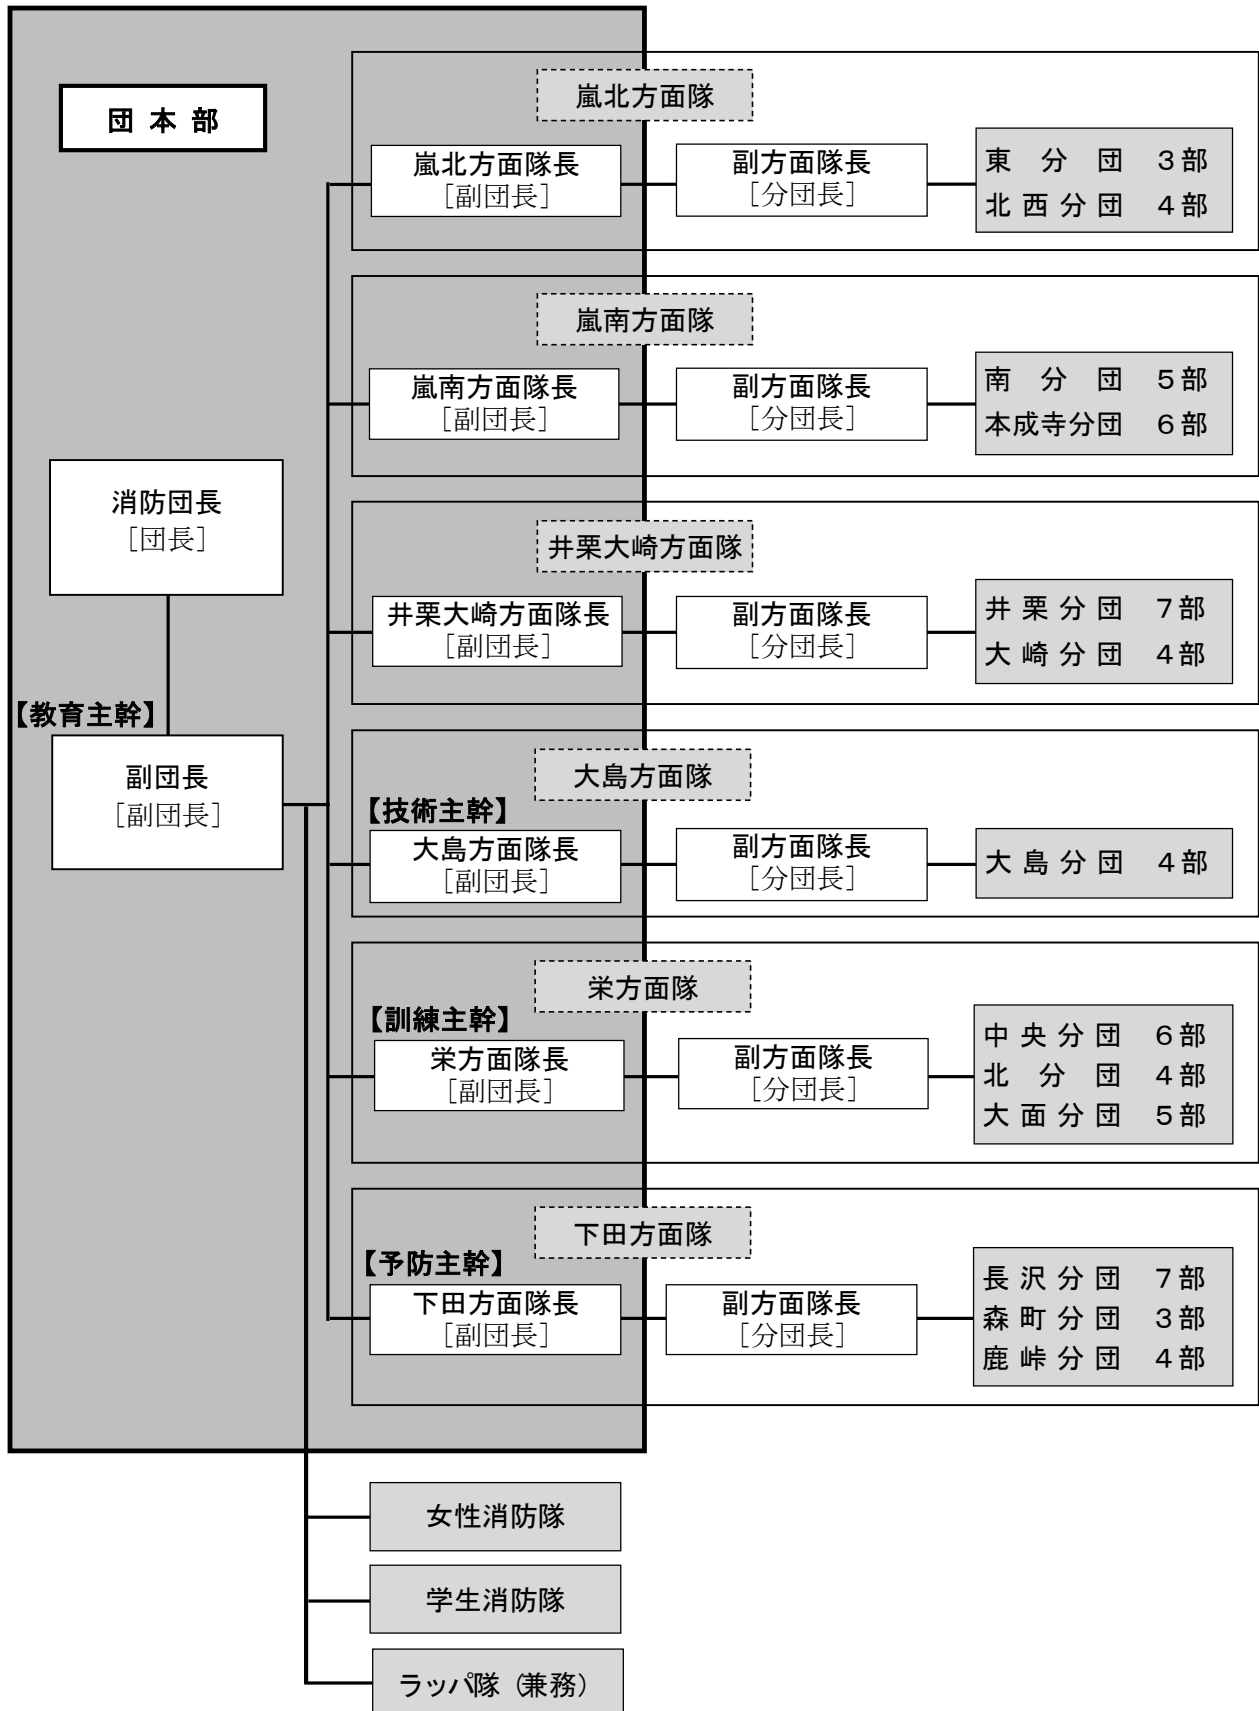 団本部
消防団長
［団長］
【教育主幹】
副団長
［副団長］
嵐北方面隊
嵐北方面隊長
［副団長］
副方面隊長
［分団長］
東分団 3部
北西分団 4部
嵐南方面隊
嵐南方面隊長
［副団長］
副方面隊長
［分団長］
南分団 5部
本成寺分団 6部
井栗大崎方面隊
井栗大崎方面隊長
［副団長］
副方面隊長
［分団長］
井栗分団 7部
大崎分団 4部
大島方面隊
【技術主幹】
大島方面隊長
［副団長］
副方面隊長
［分団長］
大島分団 4部
栄方面隊
【訓練主幹】
栄方面隊長
［副団長］
副方面隊長
［分団長］
中央分団 6部
北分団 4部
大面分団 5部
下田方面隊
【予防主幹】
下田方面隊長
［副団長］
副方面隊長
［分団長］
長沢分団 7部
森町分団 3部
鹿峠分団 4部
女性消防隊
学生消防隊
ラッパ隊（兼務）